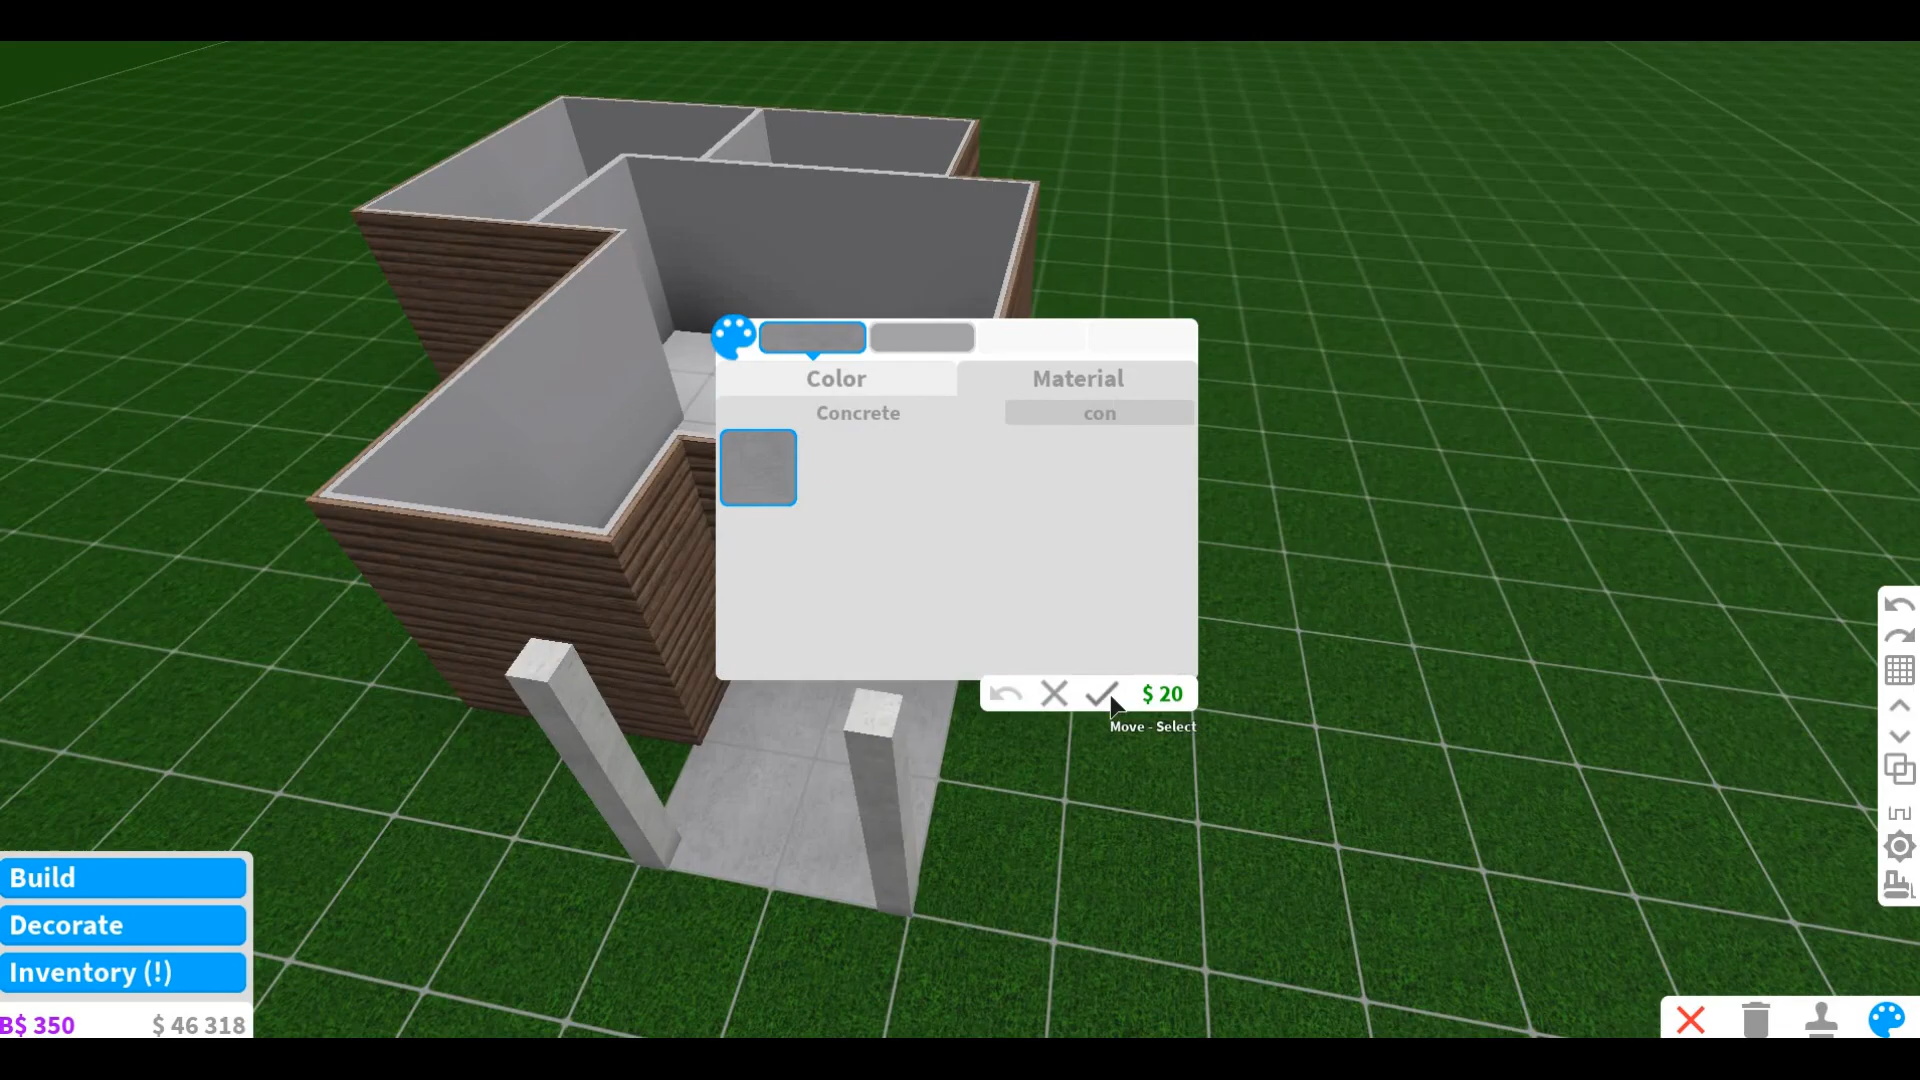 Color
Material
Concrete
con
$ 20
Move - Select
Build
Decorate
Inventory (!)
B$ 350
$ 46 318